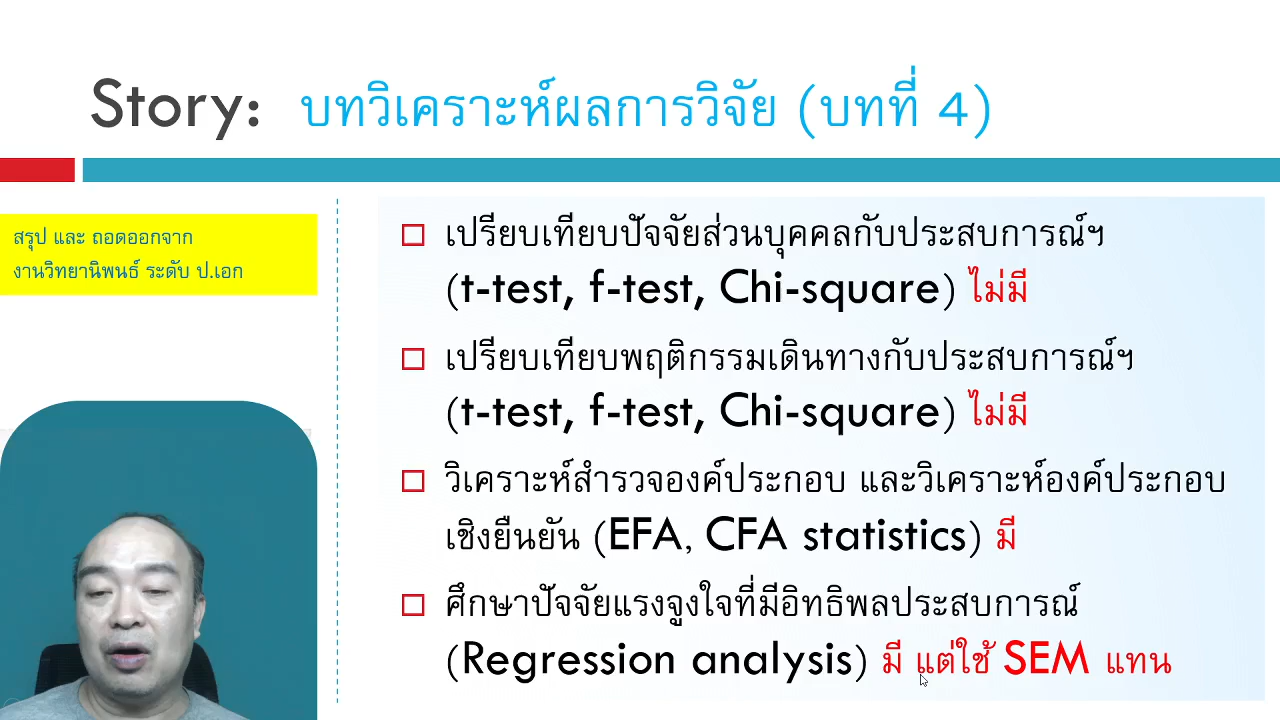 Story: บทวิเคราะห์ผลการวิจัย (บทที่ 4)
สรุป และ ถอดออกจาก
งานวิทยานิพนธ์ ระดับ ป.เอก
เปรียบเทียบปัจจัยส่วนบุคคลกับประสบการณ์ฯ
(t-test, f-test, Chi-square) ไม่มี
เปรียบเทียบพฤติกรรมเดินทางกับประสบการณ์ฯ
(t-test, f-test, Chi-square) ไม่มี
วิเคราะห์สำรวจองค์ประกอบ และวิเคราะห์องค์ประกอบ
เชิงยืนยัน (EFA, CFA statistics) มี
ศึกษาปัจจัยแรงจูงใจที่มีอิทธิพลประสบการณ์
(Regression analysis) มี แต่ใช้ SEM แทน